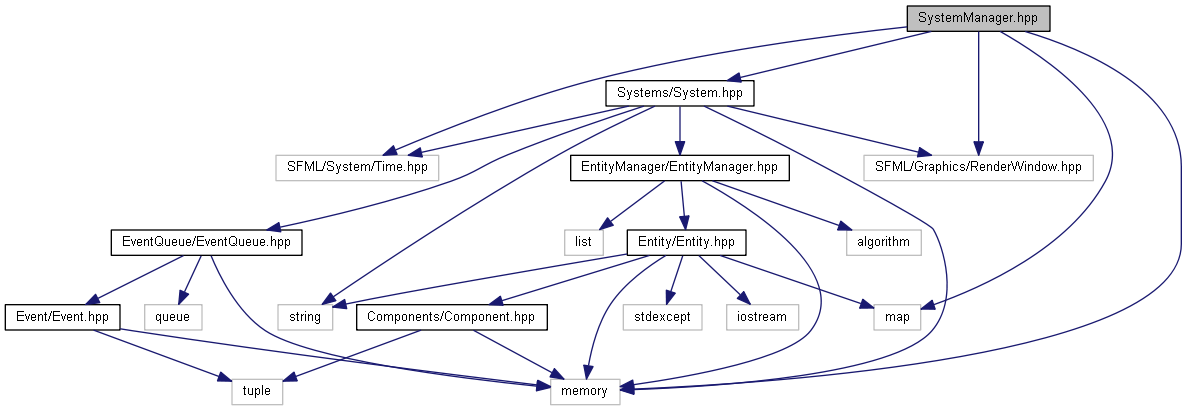 SystemManager.hpp
Systems/System.hpp
SFML/System/Time.hpp
EntityManager/EntityManager.hpp
SFML/Graphics/RenderWindow.hpp
EventQueue/EventQueue.hpp
list
Entity/Entity.hpp
algorithm
Event/Event.hpp
queue
string
Components/Component.hpp
stdexcept
iostream
map
tuple
memory